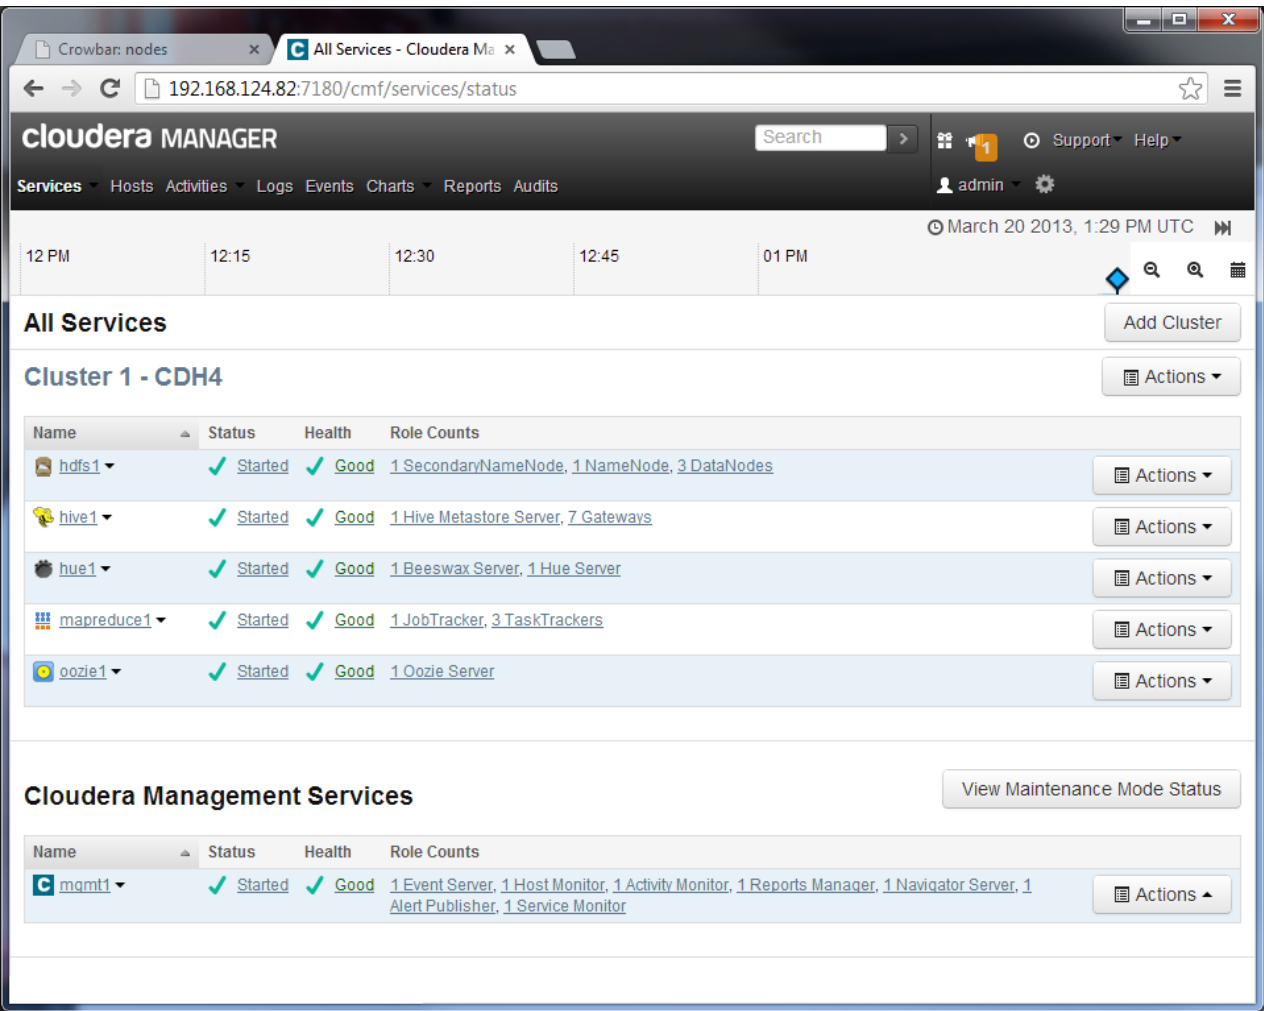 Crowbar: nodes
C All Services - Cloudera Ma
192.168.124.82:7180/cmf/services/status
cloudera MANAGER
Search
1
Support
Help
Services Hosts Activities Logs Events Charts Reports Audits
admin
March 20 2013, 1:29 PM UTC
12 PM 12:15 12:30 12:45 01 PM
All Services
Add Cluster
Cluster 1 - CDH4
Actions
Name Status Health Role Counts
hdfs1 Started Good 1 SecondaryNameNode, 1 NameNode, 3 DataNodes
Actions
hive1 Started Good 1 Hive Metastore Server, 7 Gateways
Actions
hue1 Started Good 1 Beeswax Server, 1 Hue Server
Actions
mapreduce1 Started Good 1 JobTracker, 3 TaskTrackers
Actions
oozie1 Started Good 1 Oozie Server
Actions
View Maintenance Mode Status
Cloudera Management Services
Name Status Health Role Counts
C mgmt1 Started Good 1 Event Server, 1 Host Monitor, 1 Activity Monitor, 1 Reports Manager, 1 Navigator Server, 1
Alert Publisher, 1 Service Monitor
Actions